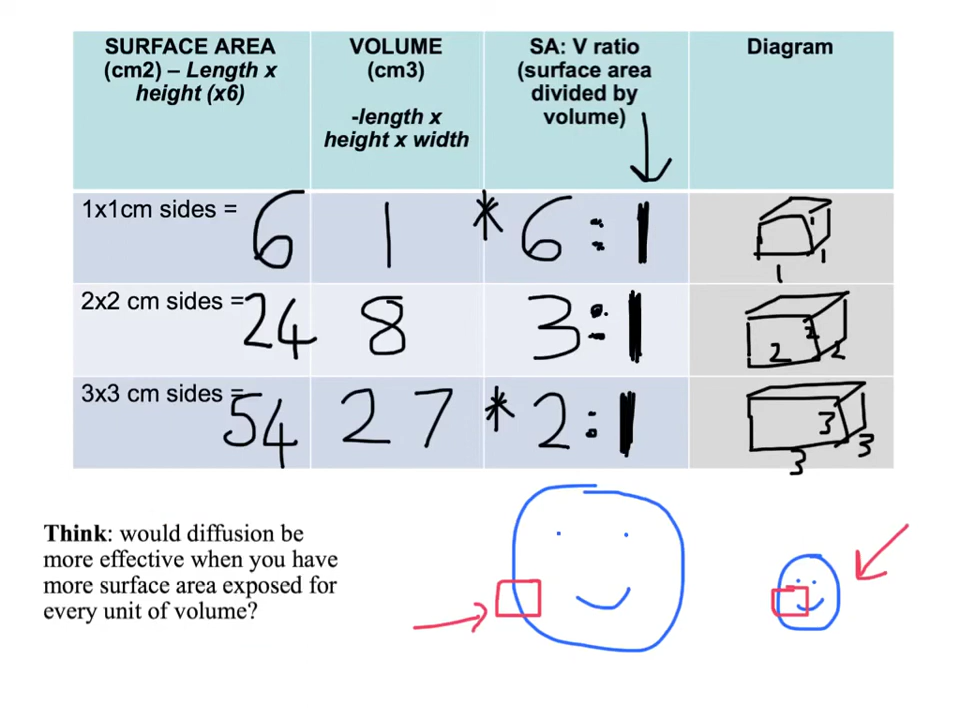 SURFACE AREA
(cm2) – Length x
height (x6)
VOLUME
(cm3)
-length x
height x width
SA: V ratio
(surface area
divided by
volume)
Diagram
1x1cm sides = 6 1 * 6:1
1 1 1
2x2 cm sides = 24 8 3:1
2 2 2
3x3 cm sides = 54 27 * 2:1
3 3 3
Think: would diffusion be
more effective when you have
more surface area exposed for
every unit of volume?